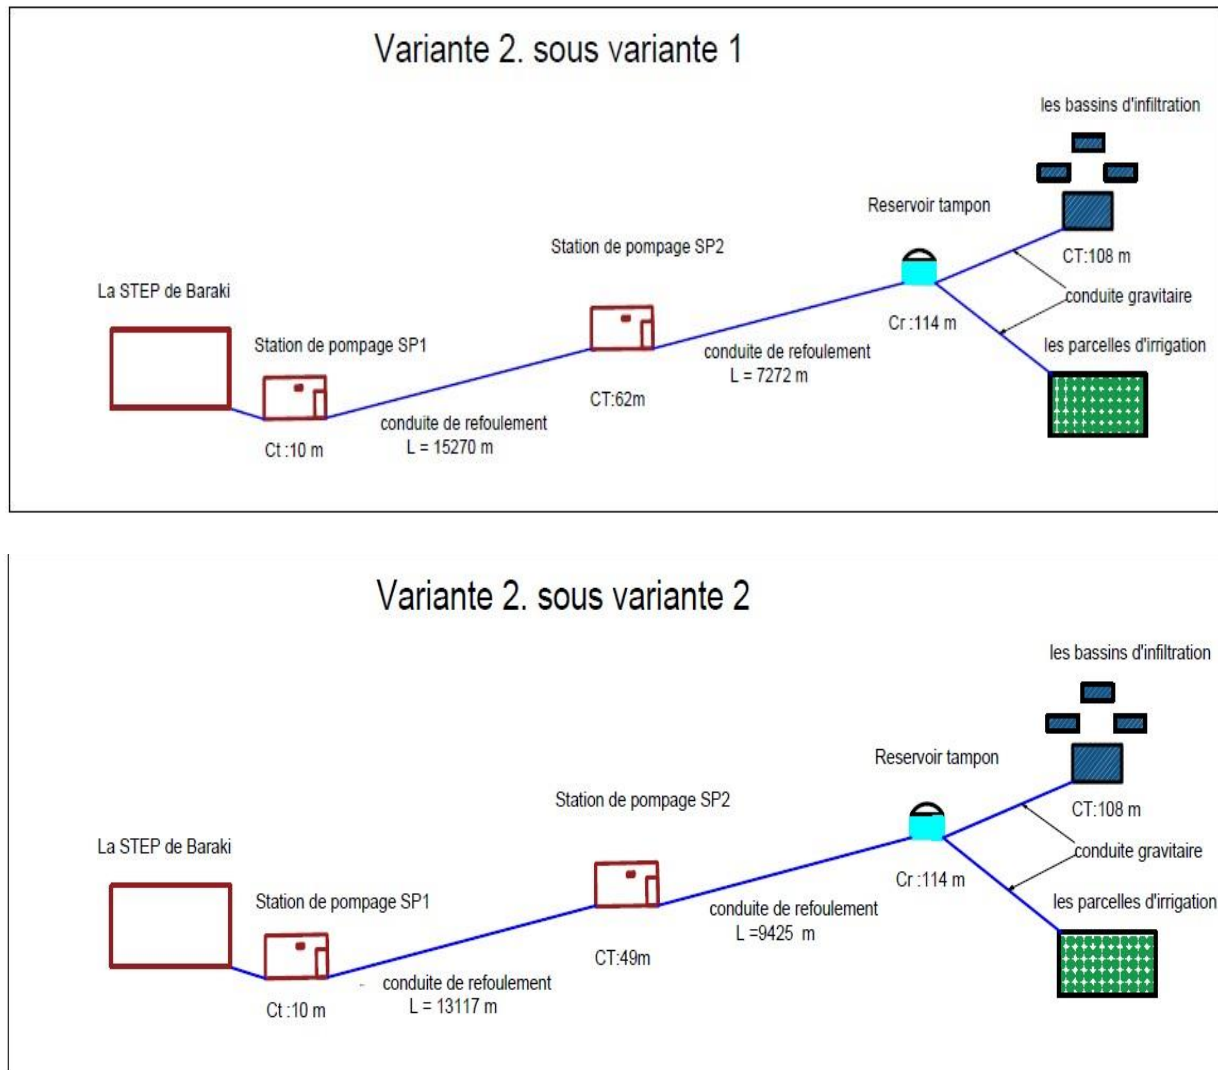 Variante 2. sous variante 1
les bassins d'infiltration
Reservoir tampon
Station de pompage SP2
CT:108 m
La STEP de Baraki
conduite gravitaire
Cr :114 m
Station de pompage SP1
les parcelles d'irrigation
conduite de refoulement
L = 7272 m
CT:62m
conduite de refoulement
L = 15270 m
Ct :10 m
Variante 2. sous variante 2
les bassins d'infiltration
Reservoir tampon
Station de pompage SP2
CT:108 m
La STEP de Baraki
conduite gravitaire
Cr :114 m
Station de pompage SP1
les parcelles d'irrigation
conduite de refoulement
L =9425 m
CT:49m
conduite de refoulement
L = 13117 m
Ct :10 m